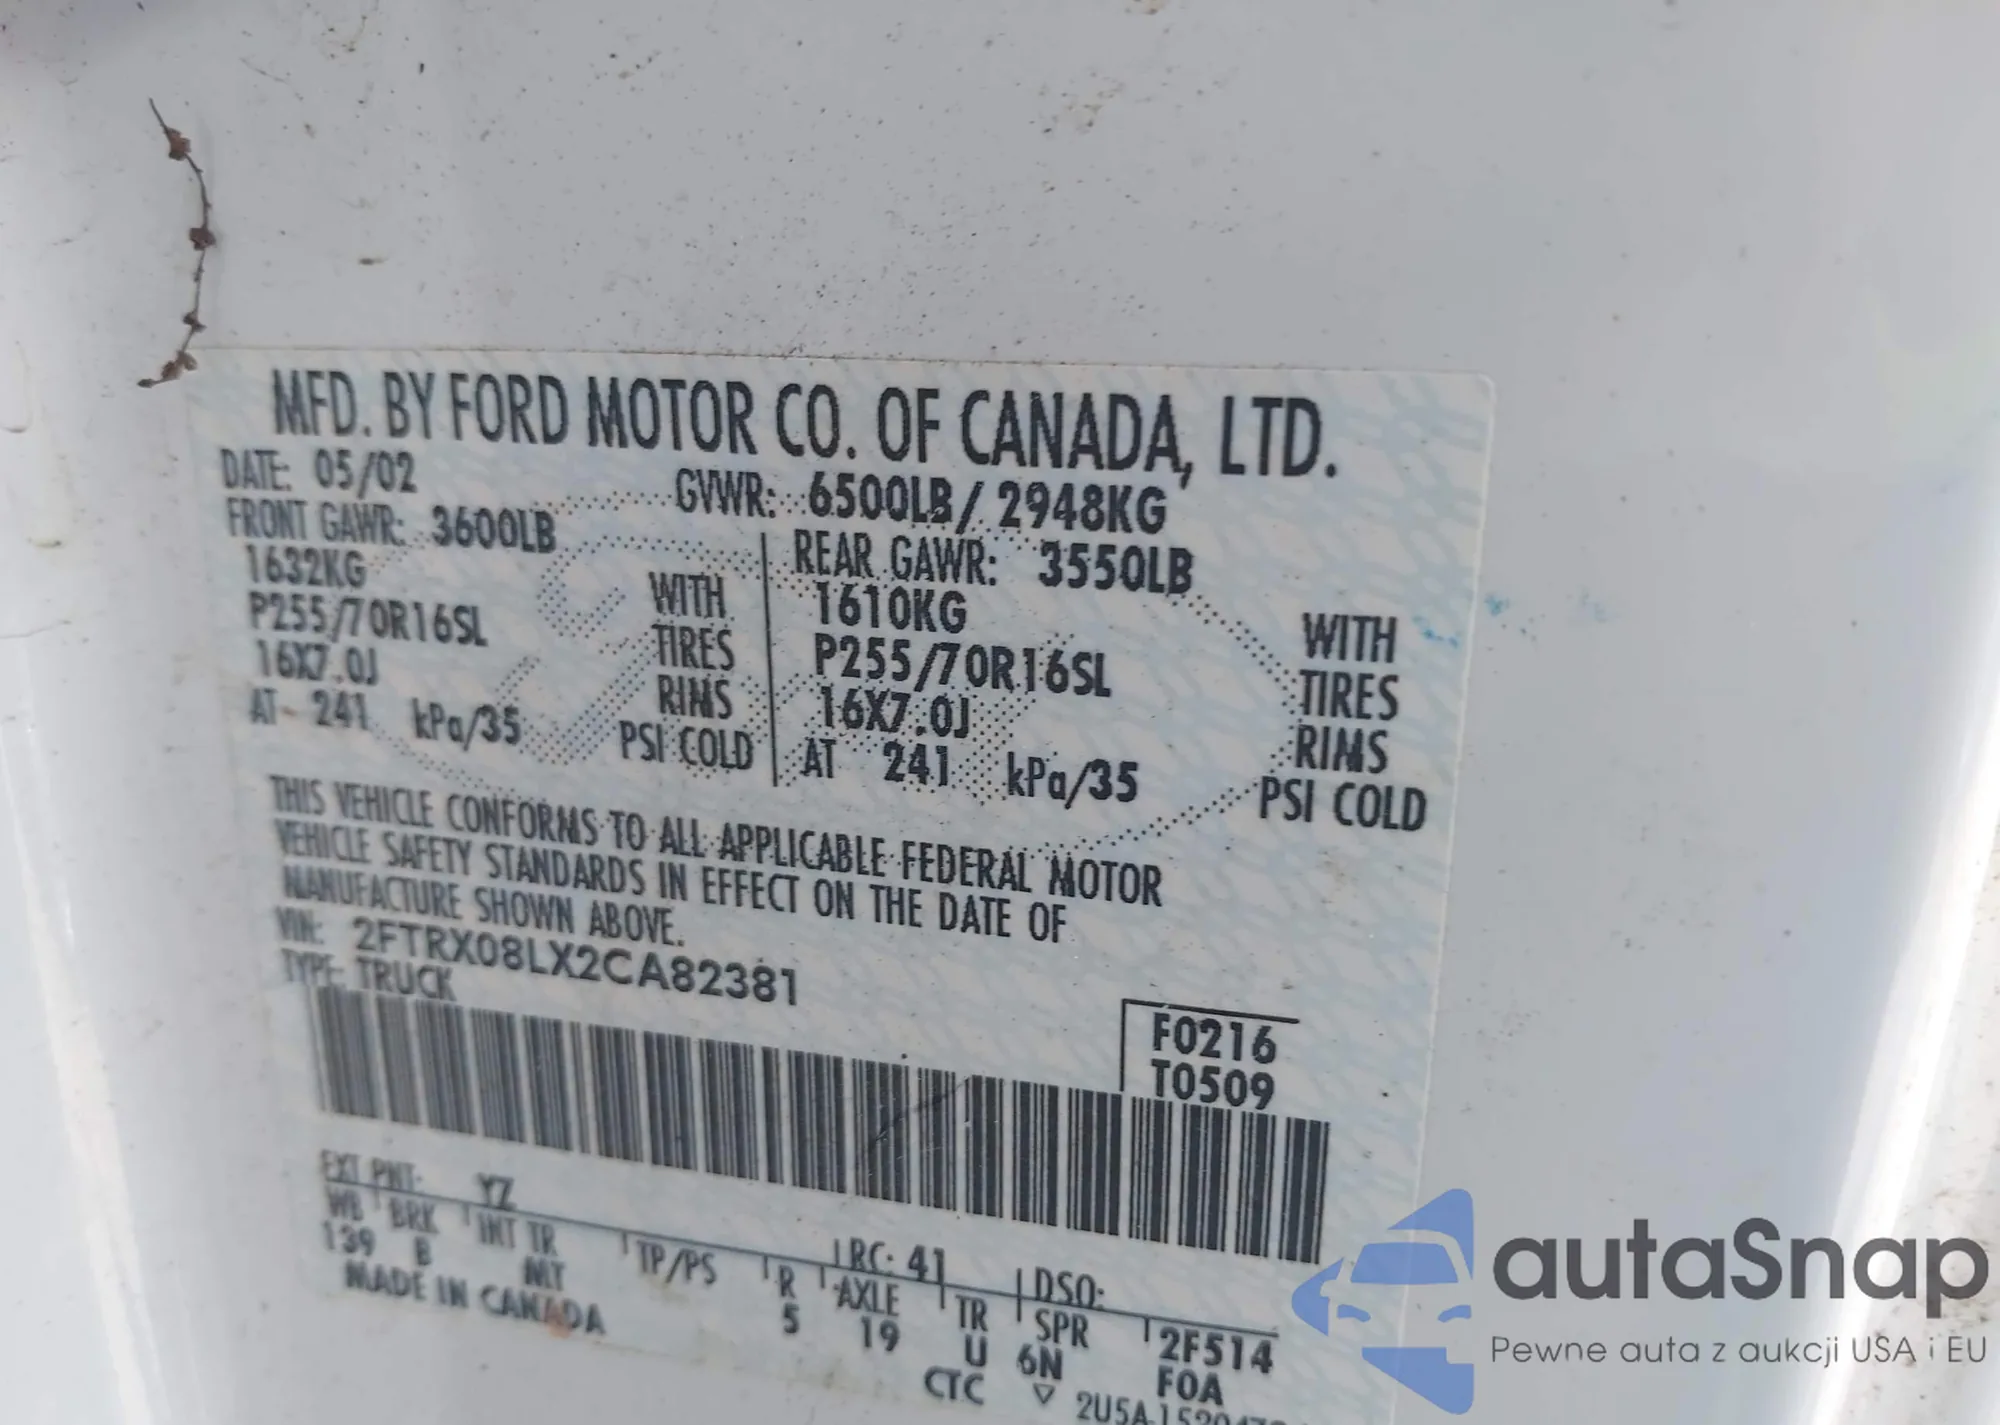 MFD. BY FORD MOTOR CO. OF CANADA, LTD.
DATE: 05/02 GVWR: 6500LB / 2948KG
FRONT GAWR: 3600LB REAR GAWR: 3550LB
1632KG WITH 1610KG WITH
P255/70R16SL TIRES P255/70R16SL TIRES
16X7.0J RIMS 16X7.0J RIMS
AT 241 kPa/35 PSI COLD AT 241 kPa/35 PSI COLD
THIS VEHICLE CONFORMS TO ALL APPLICABLE FEDERAL MOTOR
VEHICLE SAFETY STANDARDS IN EFFECT ON THE DATE OF
MANUFACTURE SHOWN ABOVE.
VIN: 2FTRX08LX2CA82381
TYPE: TRUCK
F0216
T0509
EXT PNT: YZ RC: 41 DSO:
WB BRK INT TR TP/PS R AXLE TR SPR 2F514
139 B MT 5 19 U 6N F0A
MADE IN CANADA CTC
autaSnap
Pewne auta z aukcji USA i EU